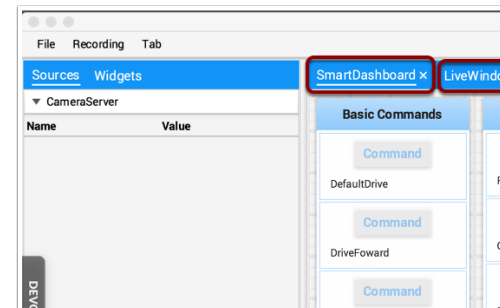 File Recording Tab
Sources Widgets
SmartDashboard ×
CameraServer
Name Value
Basic Commands
Command
DefaultDrive
Command
DriveFoward
Command